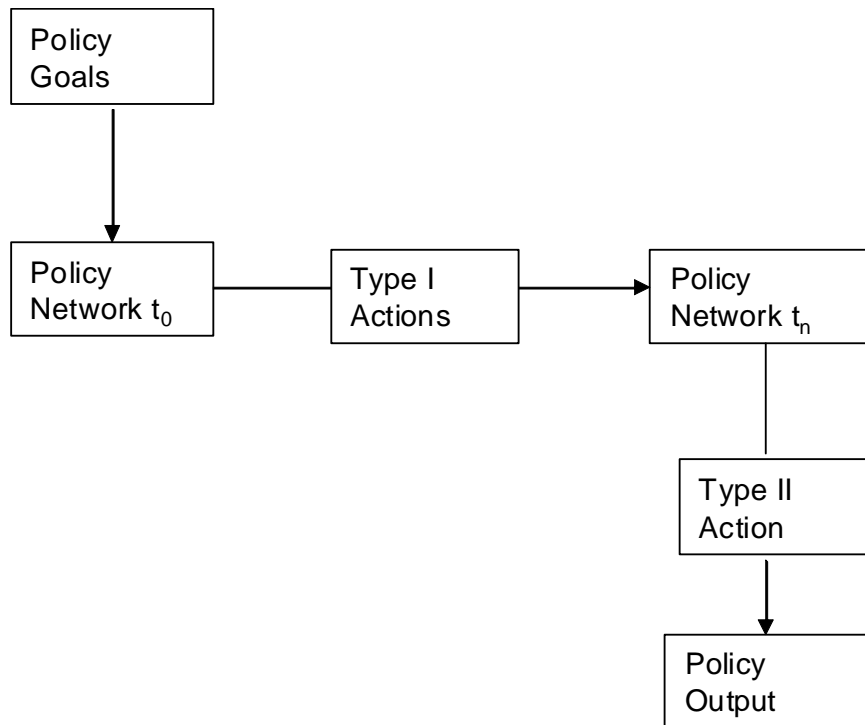 Policy
Goals
Policy
Network t₀
Type I
Actions
Policy
Network tₙ
Type II
Action
Policy
Output